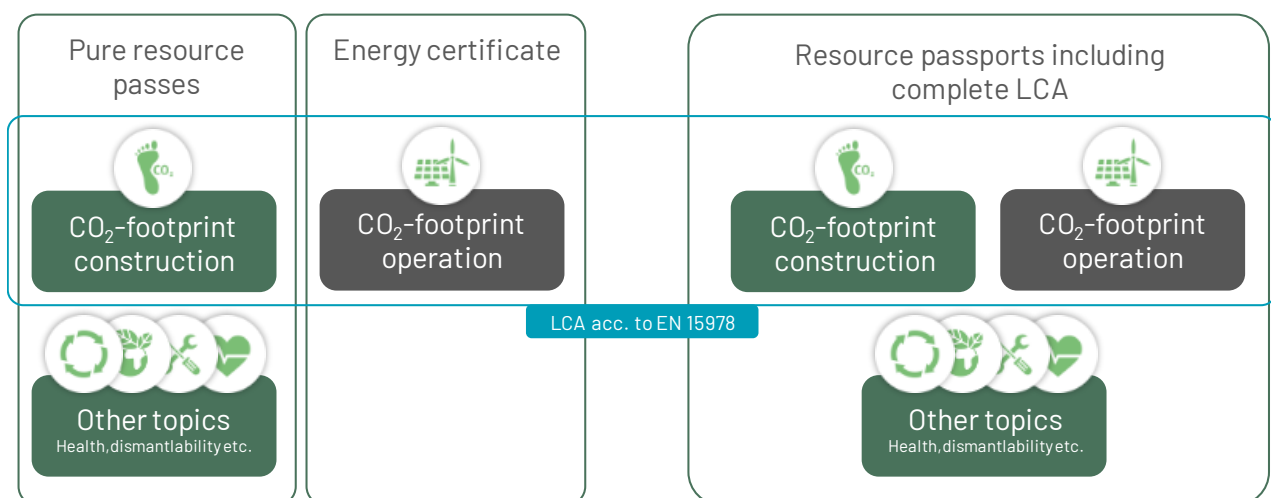 Pure resource
passes
Energy certificate
Resource passports including
complete LCA
CO₂
CO₂-footprint
construction
CO₂-footprint
operation
CO₂
CO₂-footprint
construction
CO₂-footprint
operation
LCA acc. to EN 15978
Other topics
Health,dismantlability etc.
Other topics
Health,dismantlability etc.